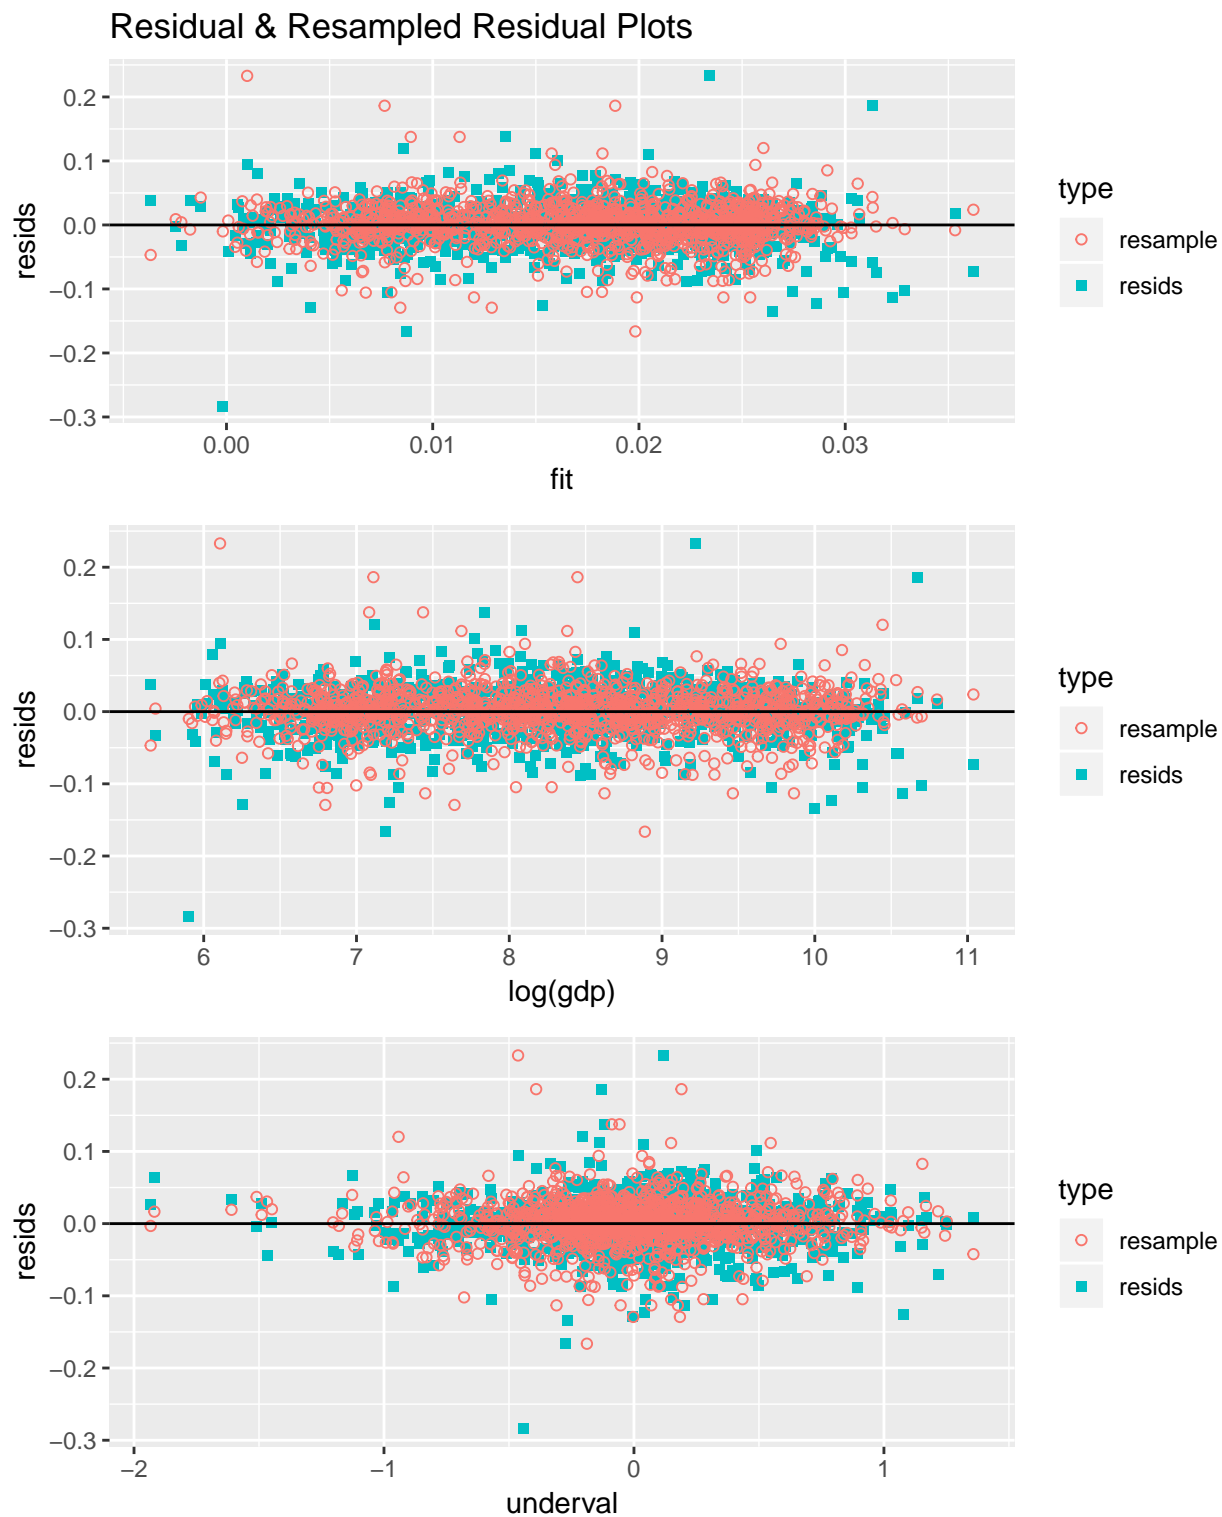 Residual & Resampled Residual Plots
0.2
0.1
0.0
−0.1
−0.2
−0.3
resids
0.00 0.01 0.02 0.03
fit
type
resample
resids
0.2
0.1
0.0
−0.1
−0.2
−0.3
resids
6 7 8 9 10 11
log(gdp)
type
resample
resids
0.2
0.1
0.0
−0.1
−0.2
−0.3
resids
−2 −1 0 1
underval
type
resample
resids